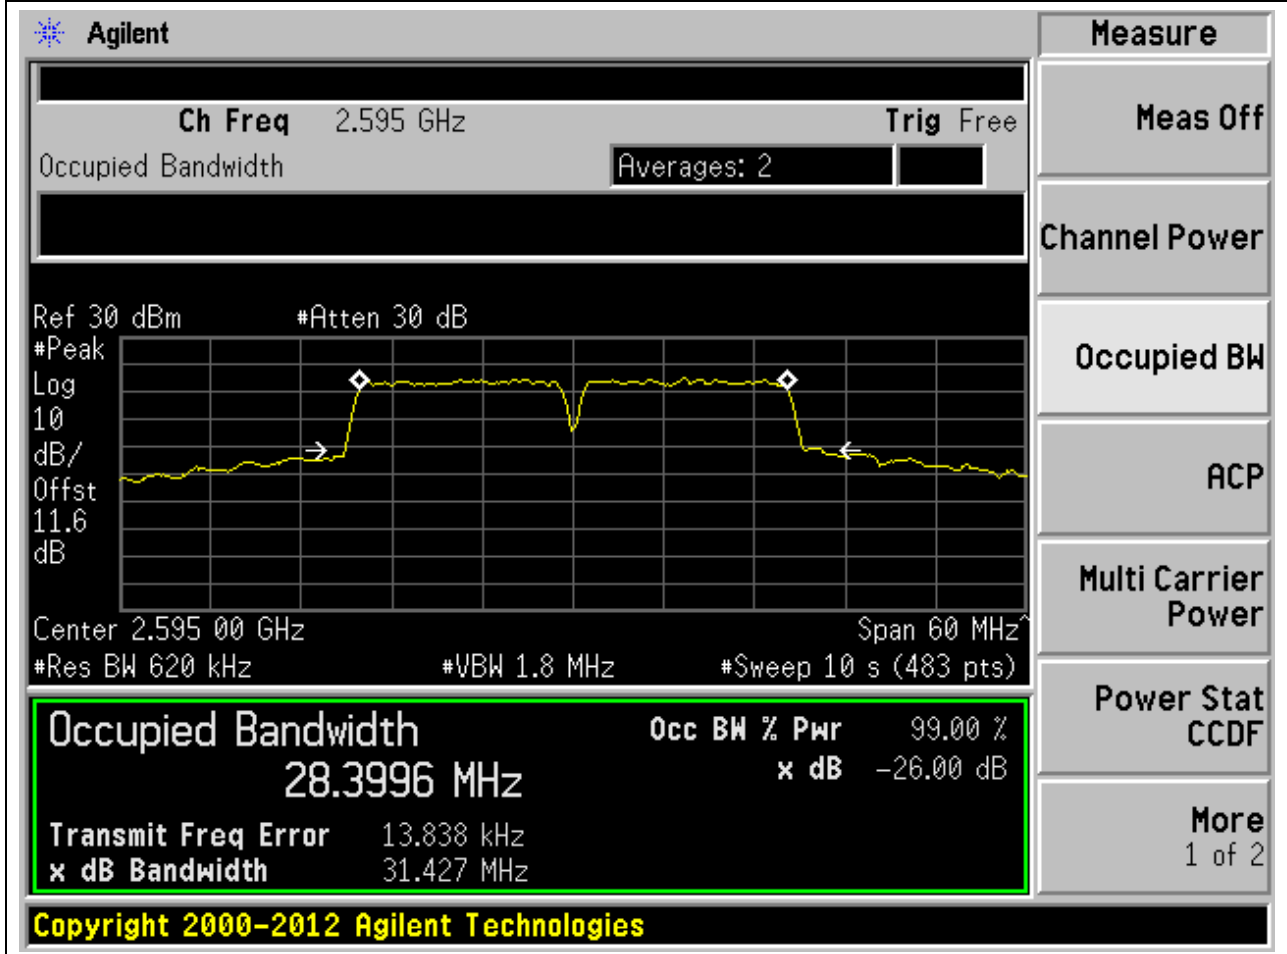 Agilent
Measure
Ch Freq 2.595 GHz Trig Free
Occupied Bandwidth Averages: 2
Meas Off
Channel Power
Occupied BW
ACP
Multi Carrier
Power
Power Stat
CCDF
More
1 of 2
Ref 30 dBm #Atten 30 dB
#Peak
Log
10
dB/
Offst
11.6
dB
Center 2.595 00 GHz Span 60 MHz^
#Res BW 620 kHz #VBW 1.8 MHz #Sweep 10 s (483 pts)
Occupied Bandwidth Occ BW % Pwr 99.00 %
28.3996 MHz x dB -26.00 dB
Transmit Freq Error 13.838 kHz
x dB Bandwidth 31.427 MHz
Copyright 2000-2012 Agilent Technologies